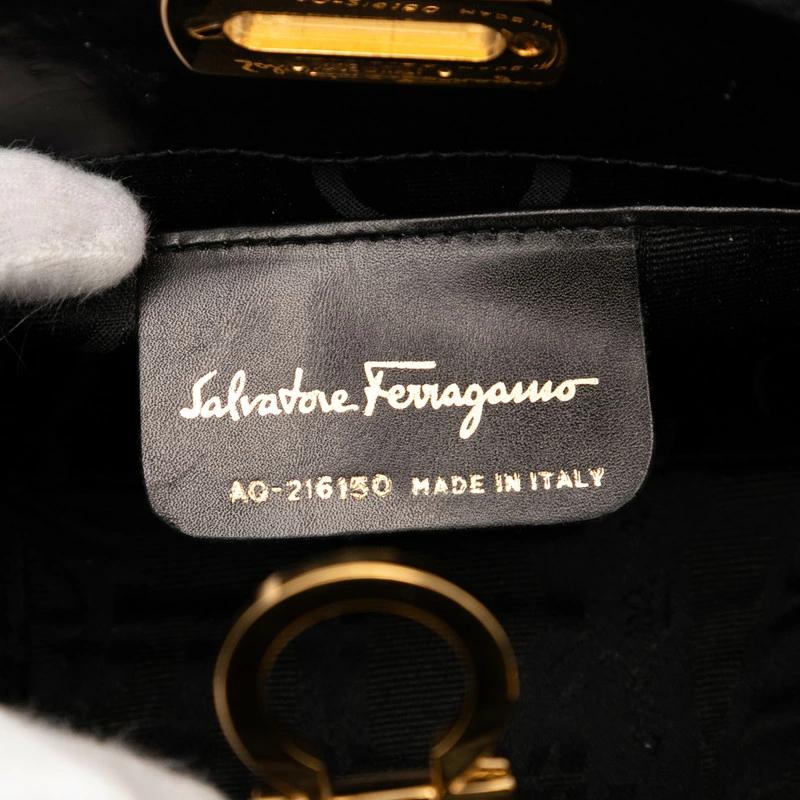 Salvatore Ferragamo
AQ-216150 MADE IN ITALY